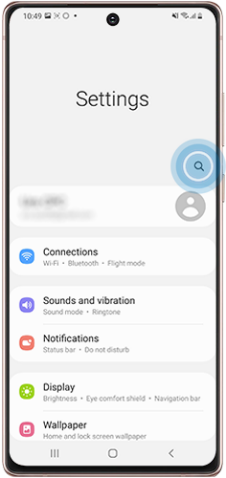 10:49
Settings
Connections
Wi-Fi • Bluetooth • Flight mode
Sounds and vibration
Sound mode • Ringtone
Notifications
Status bar • Do not disturb
Display
Brightness • Eye comfort shield • Navigation bar
Wallpaper
Home and lock screen wallpaper